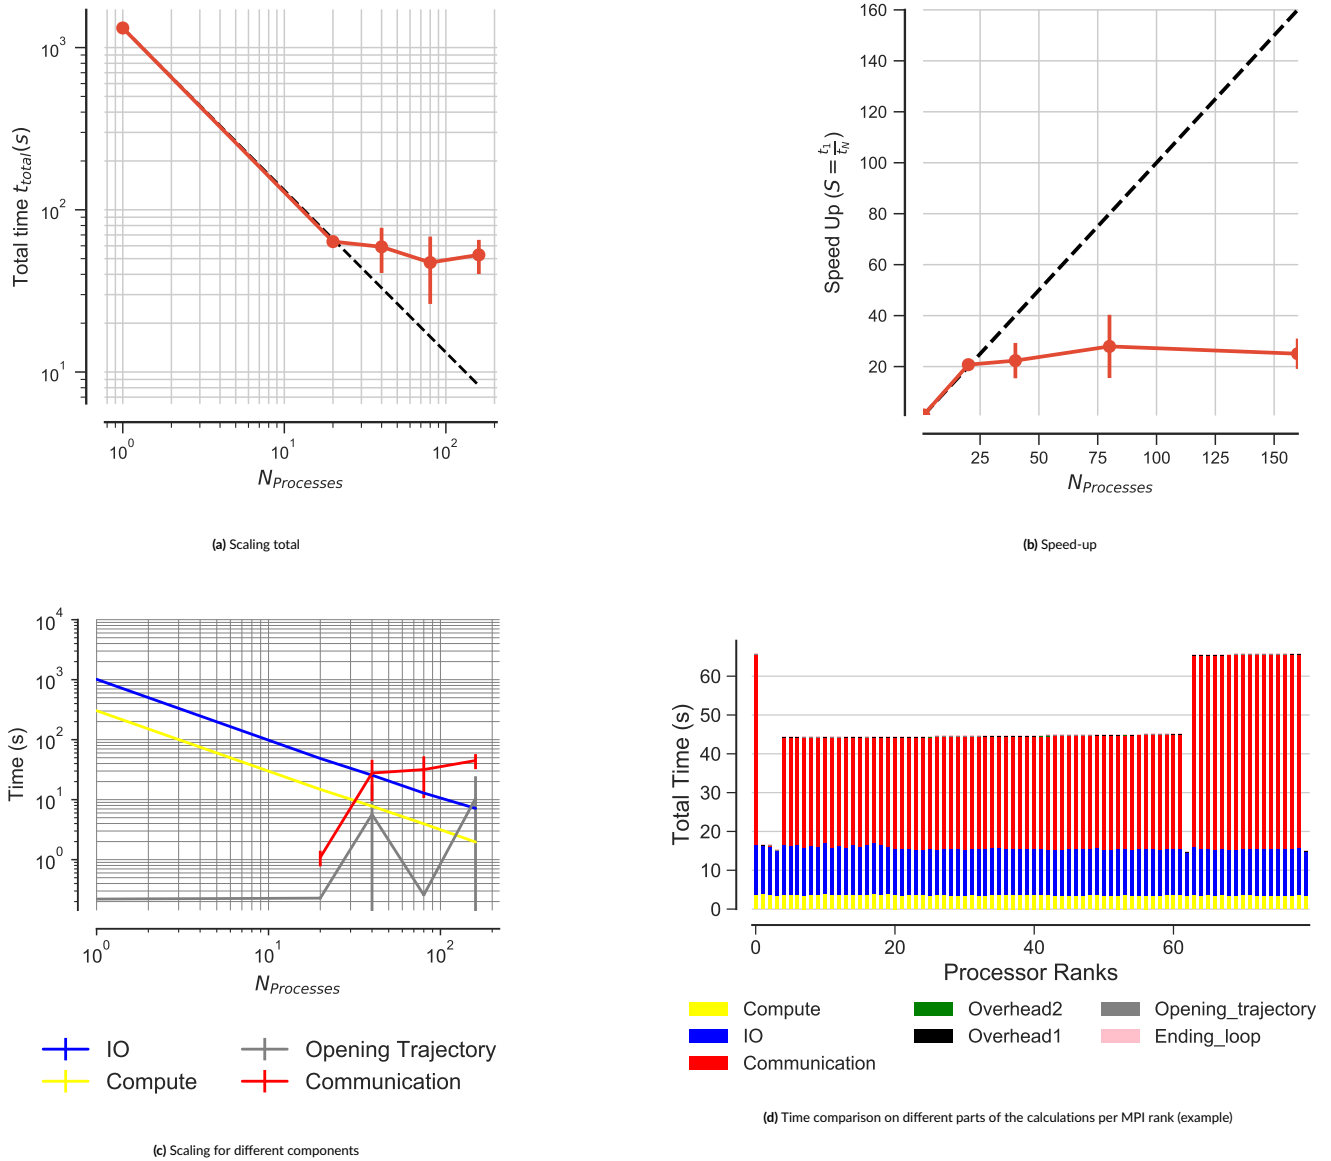 10^3
10^2
10^1
Total time t_total(s)
10^0 10^1 10^2
N_Processes
(a) Scaling total
160
140
120
100
80
60
40
20
Speed Up (S = t_1/t_N)
25 50 75 100 125 150
N_Processes
(b) Speed-up
10^4
10^3
10^2
10^1
10^0
Time (s)
10^0 10^1 10^2
N_Processes
IO
Compute
Opening Trajectory
Communication
(c) Scaling for different components
60
50
40
30
20
10
0
Total Time (s)
0 20 40 60
Processor Ranks
Compute
IO
Communication
Overhead2
Overhead1
Opening_trajectory
Ending_loop
(d) Time comparison on different parts of the calculations per MPI rank (example)